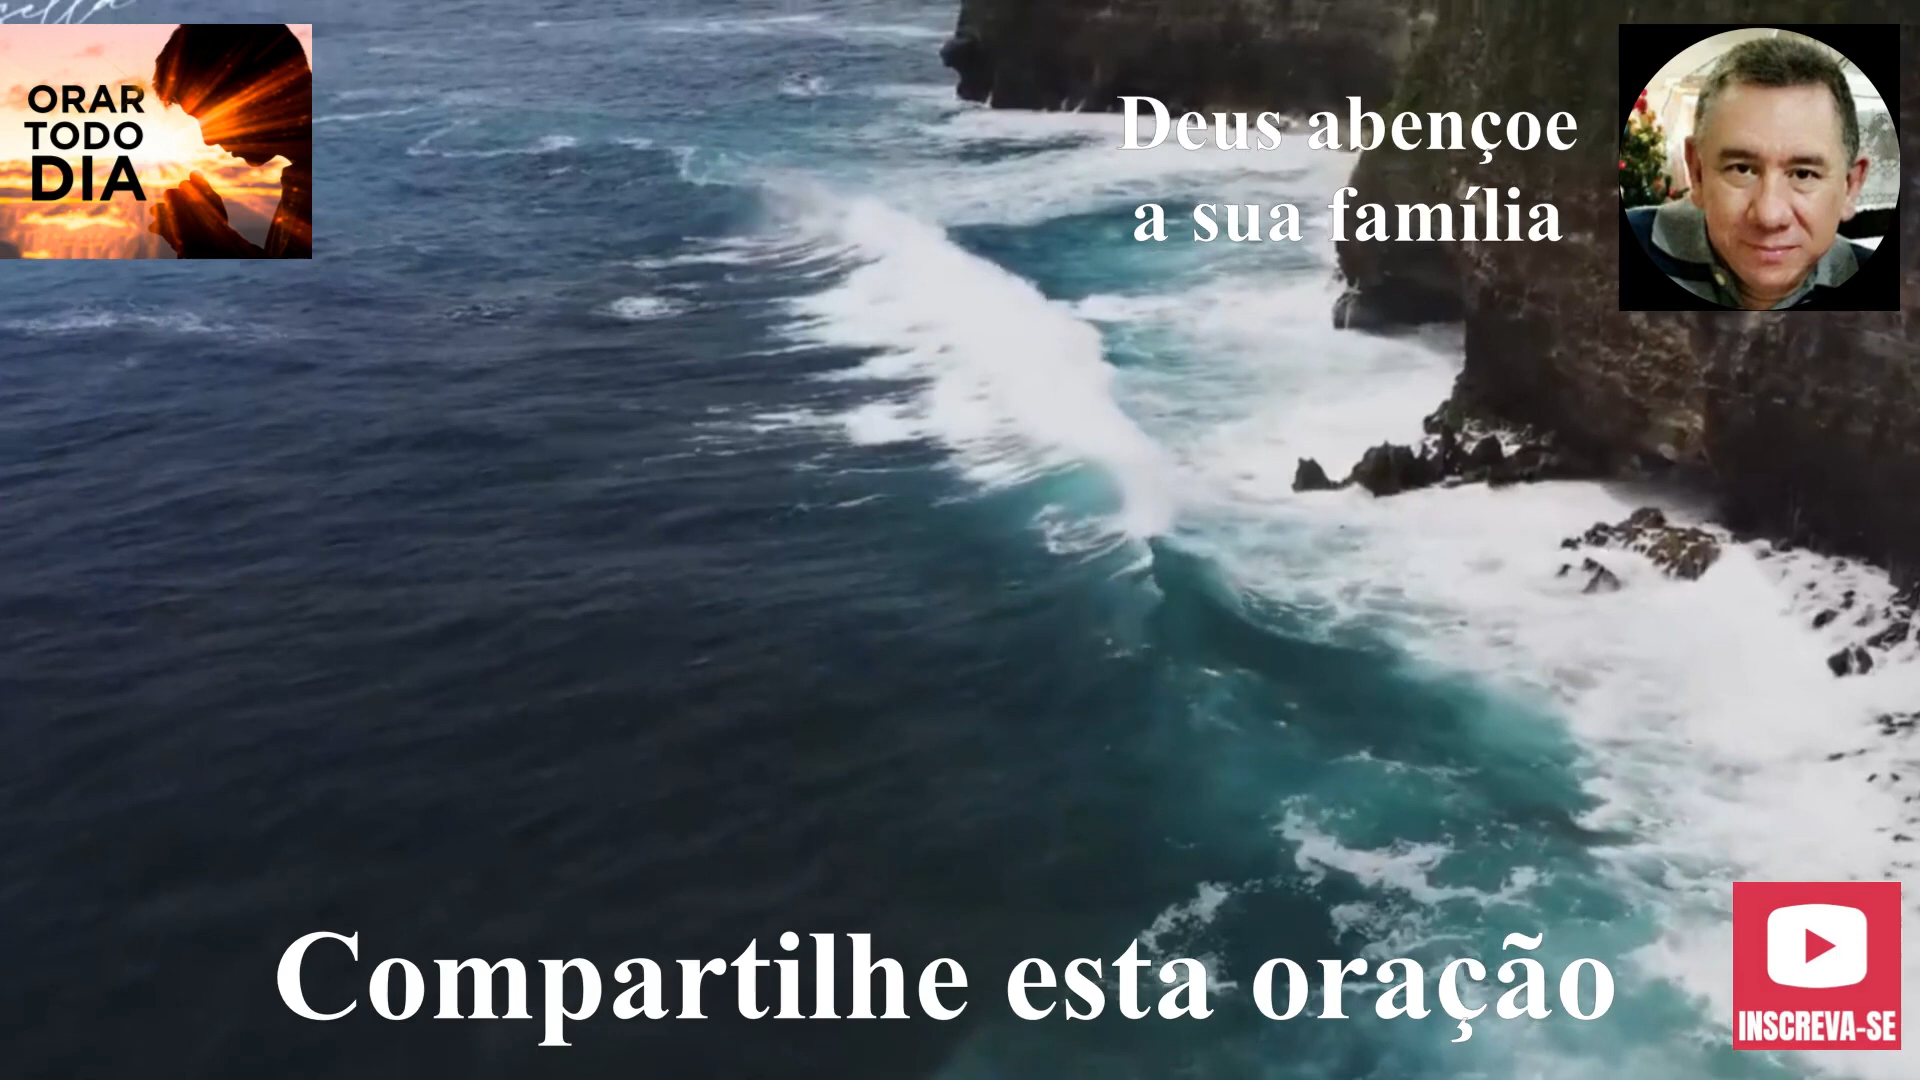 ORAR
TODO
DIA
Deus abençoe
a sua família
Compartilhe esta oração
INSCREVA-SE